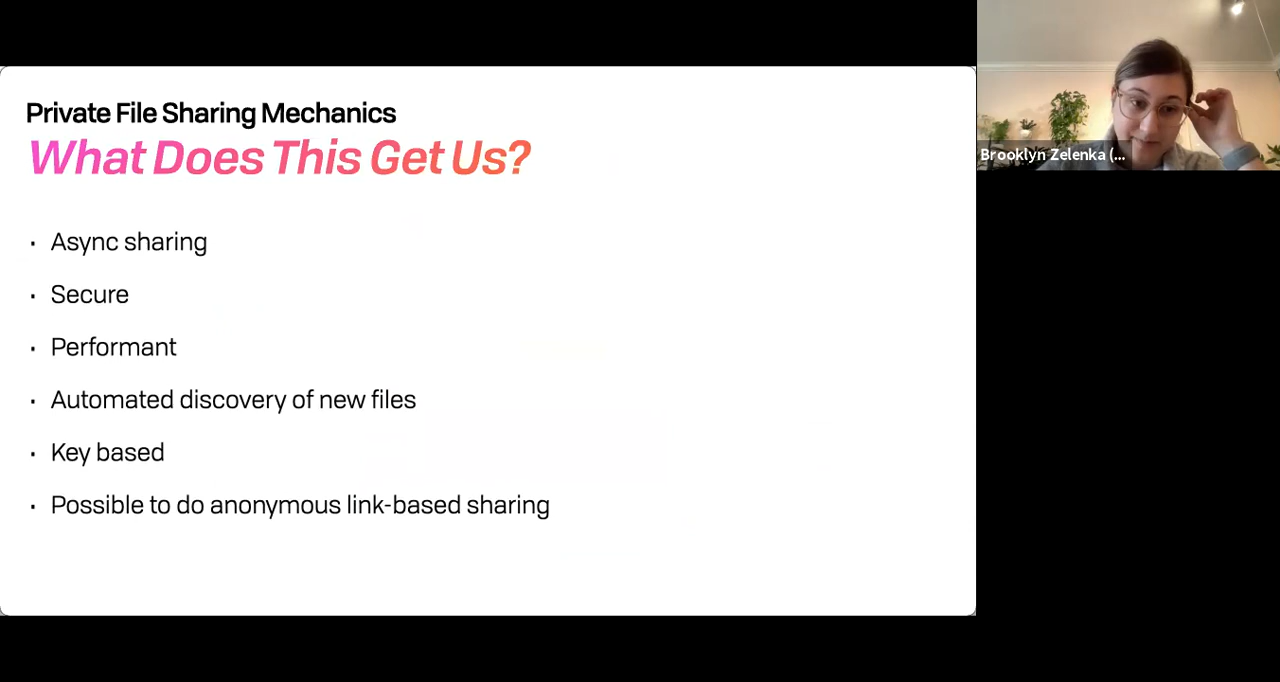 Private File Sharing Mechanics
What Does This Get Us?
· Async sharing
· Secure
· Performant
· Automated discovery of new files
· Key based
· Possible to do anonymous link-based sharing
Brooklyn Zelenka (...